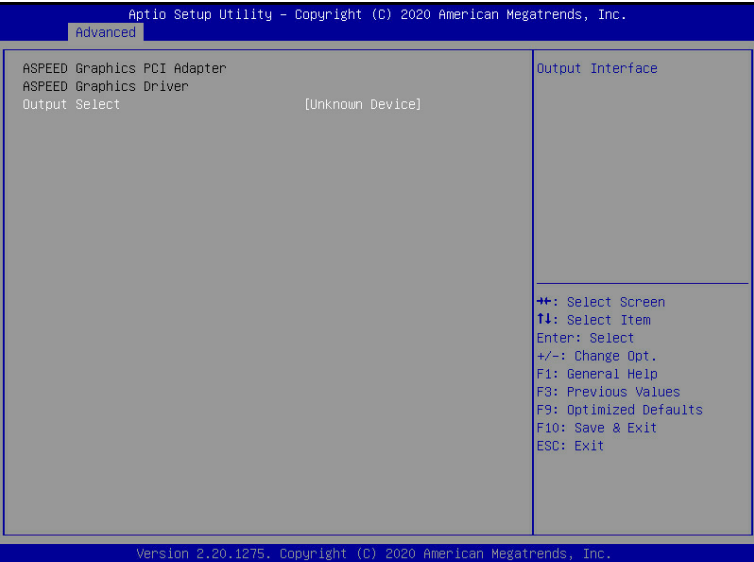 Aptio Setup Utility – Copyright (C) 2020 American Megatrends, Inc.
Advanced
ASPEED Graphics PCI Adapter
ASPEED Graphics Driver
Output Select [Unknown Device]
Output Interface
→←: Select Screen
↑↓: Select Item
Enter: Select
+/-: Change Opt.
F1: General Help
F3: Previous Values
F9: Optimized Defaults
F10: Save & Exit
ESC: Exit
Version 2.20.1275. Copyright (C) 2020 American Megatrends, Inc.